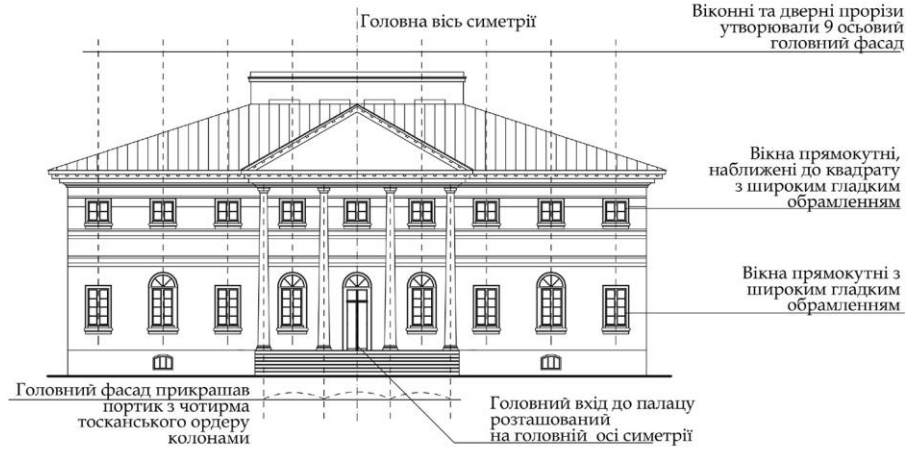 Головна вісь симетрії
Віконні та дверні прорізи
утворювали 9 осьовий
головний фасад
Вікна прямокутні,
наближені до квадрату
з широким гладким
обрамленням
Вікна прямокутні з
широким гладким
обрамленням
Головний фасад прикрашав
портик з чотирма
тосканського ордеру
колонами
Головний вхід до палацу
розташований
на головній осі симетрії